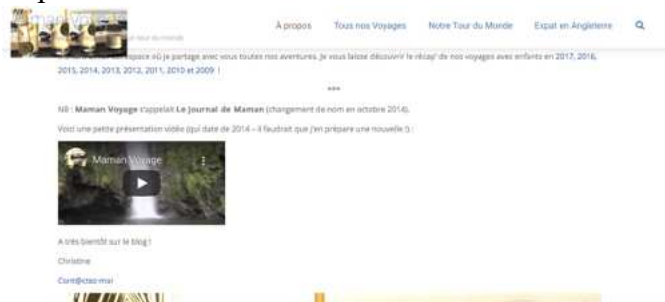 À propos Tous nos Voyages Notre Tour du Monde Expat en Angleterre
tour du monde
espace où je partage avec vous toutes nos aventures. Je vous laisse découvrir le récap' de nos voyages avec enfants en 2017, 2016,
2015, 2014, 2013, 2012, 2011, 2010 et 2009 !
***
NB : Maman Voyage s'appelait Le Journal de Maman (changement de nom en octobre 2014).
Voici une petite présentation vidéo (qui date de 2014 – il faudrait que j'en prépare une nouvelle !) :
Maman Voyage
A très bientôt sur le blog !
Christine